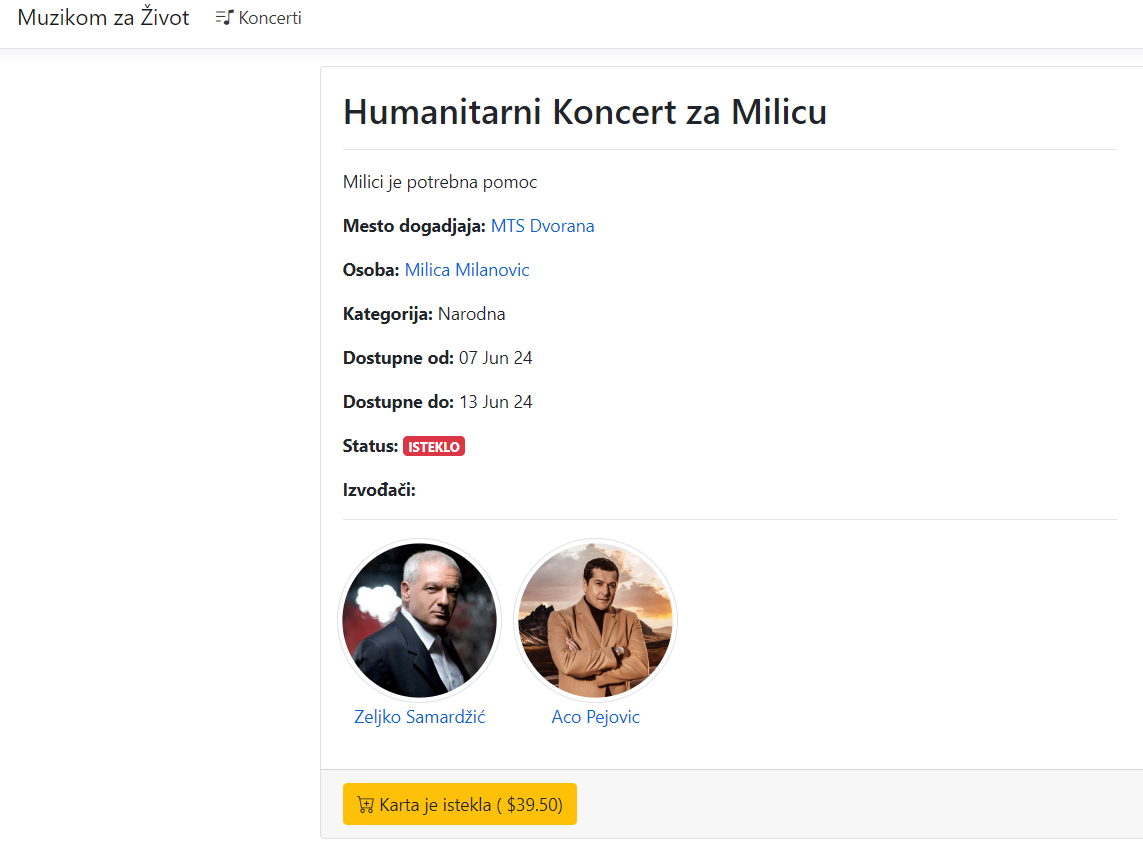 Muzikom za Život Koncerti
Humanitarni Koncert za Milicu
Milici je potrebna pomoc
Mesto dogadjaja: MTS Dvorana
Osoba: Milica Milanovic
Kategorija: Narodna
Dostupne od: 07 Jun 24
Dostupne do: 13 Jun 24
Status: ISTEKLO
Izvođači:
Zeljko Samardžić Aco Pejovic
Karta je istekla ( $39.50)